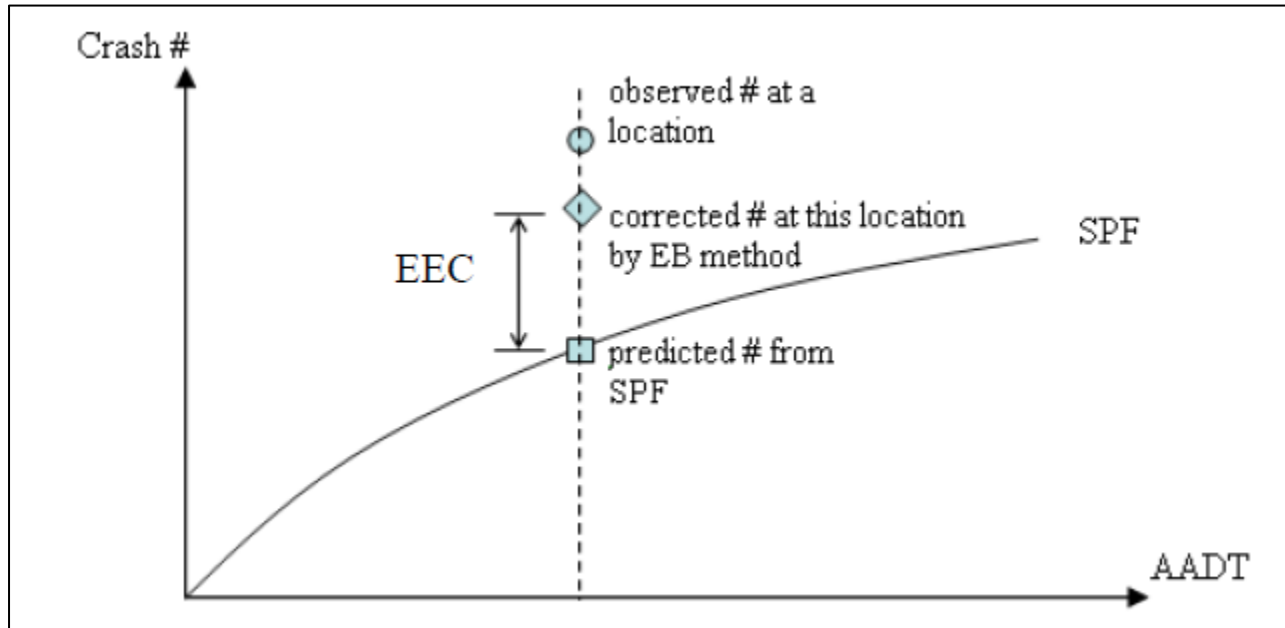 Crash #
observed # at a
location
corrected # at this location
by EB method
SPF
EEC
predicted # from
SPF
AADT